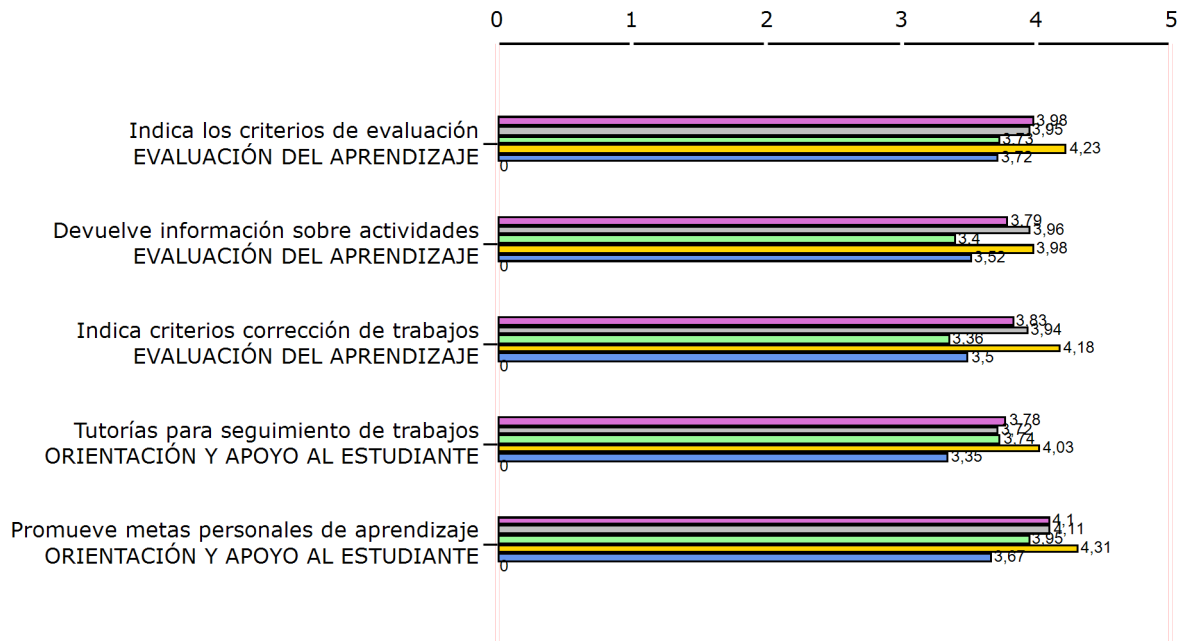 0 1 2 3 4 5
Indica los criterios de evaluación
EVALUACIÓN DEL APRENDIZAJE
3,98
3,95
3,73
4,23
3,72
0
Devuelve información sobre actividades
EVALUACIÓN DEL APRENDIZAJE
3,79
3,96
3,4
3,98
3,52
0
Indica criterios corrección de trabajos
EVALUACIÓN DEL APRENDIZAJE
3,83
3,94
3,36
4,18
3,5
0
Tutorías para seguimiento de trabajos
ORIENTACIÓN Y APOYO AL ESTUDIANTE
3,78
3,72
3,74
4,03
3,35
0
Promueve metas personales de aprendizaje
ORIENTACIÓN Y APOYO AL ESTUDIANTE
4,1
4,11
3,95
4,31
3,67
0